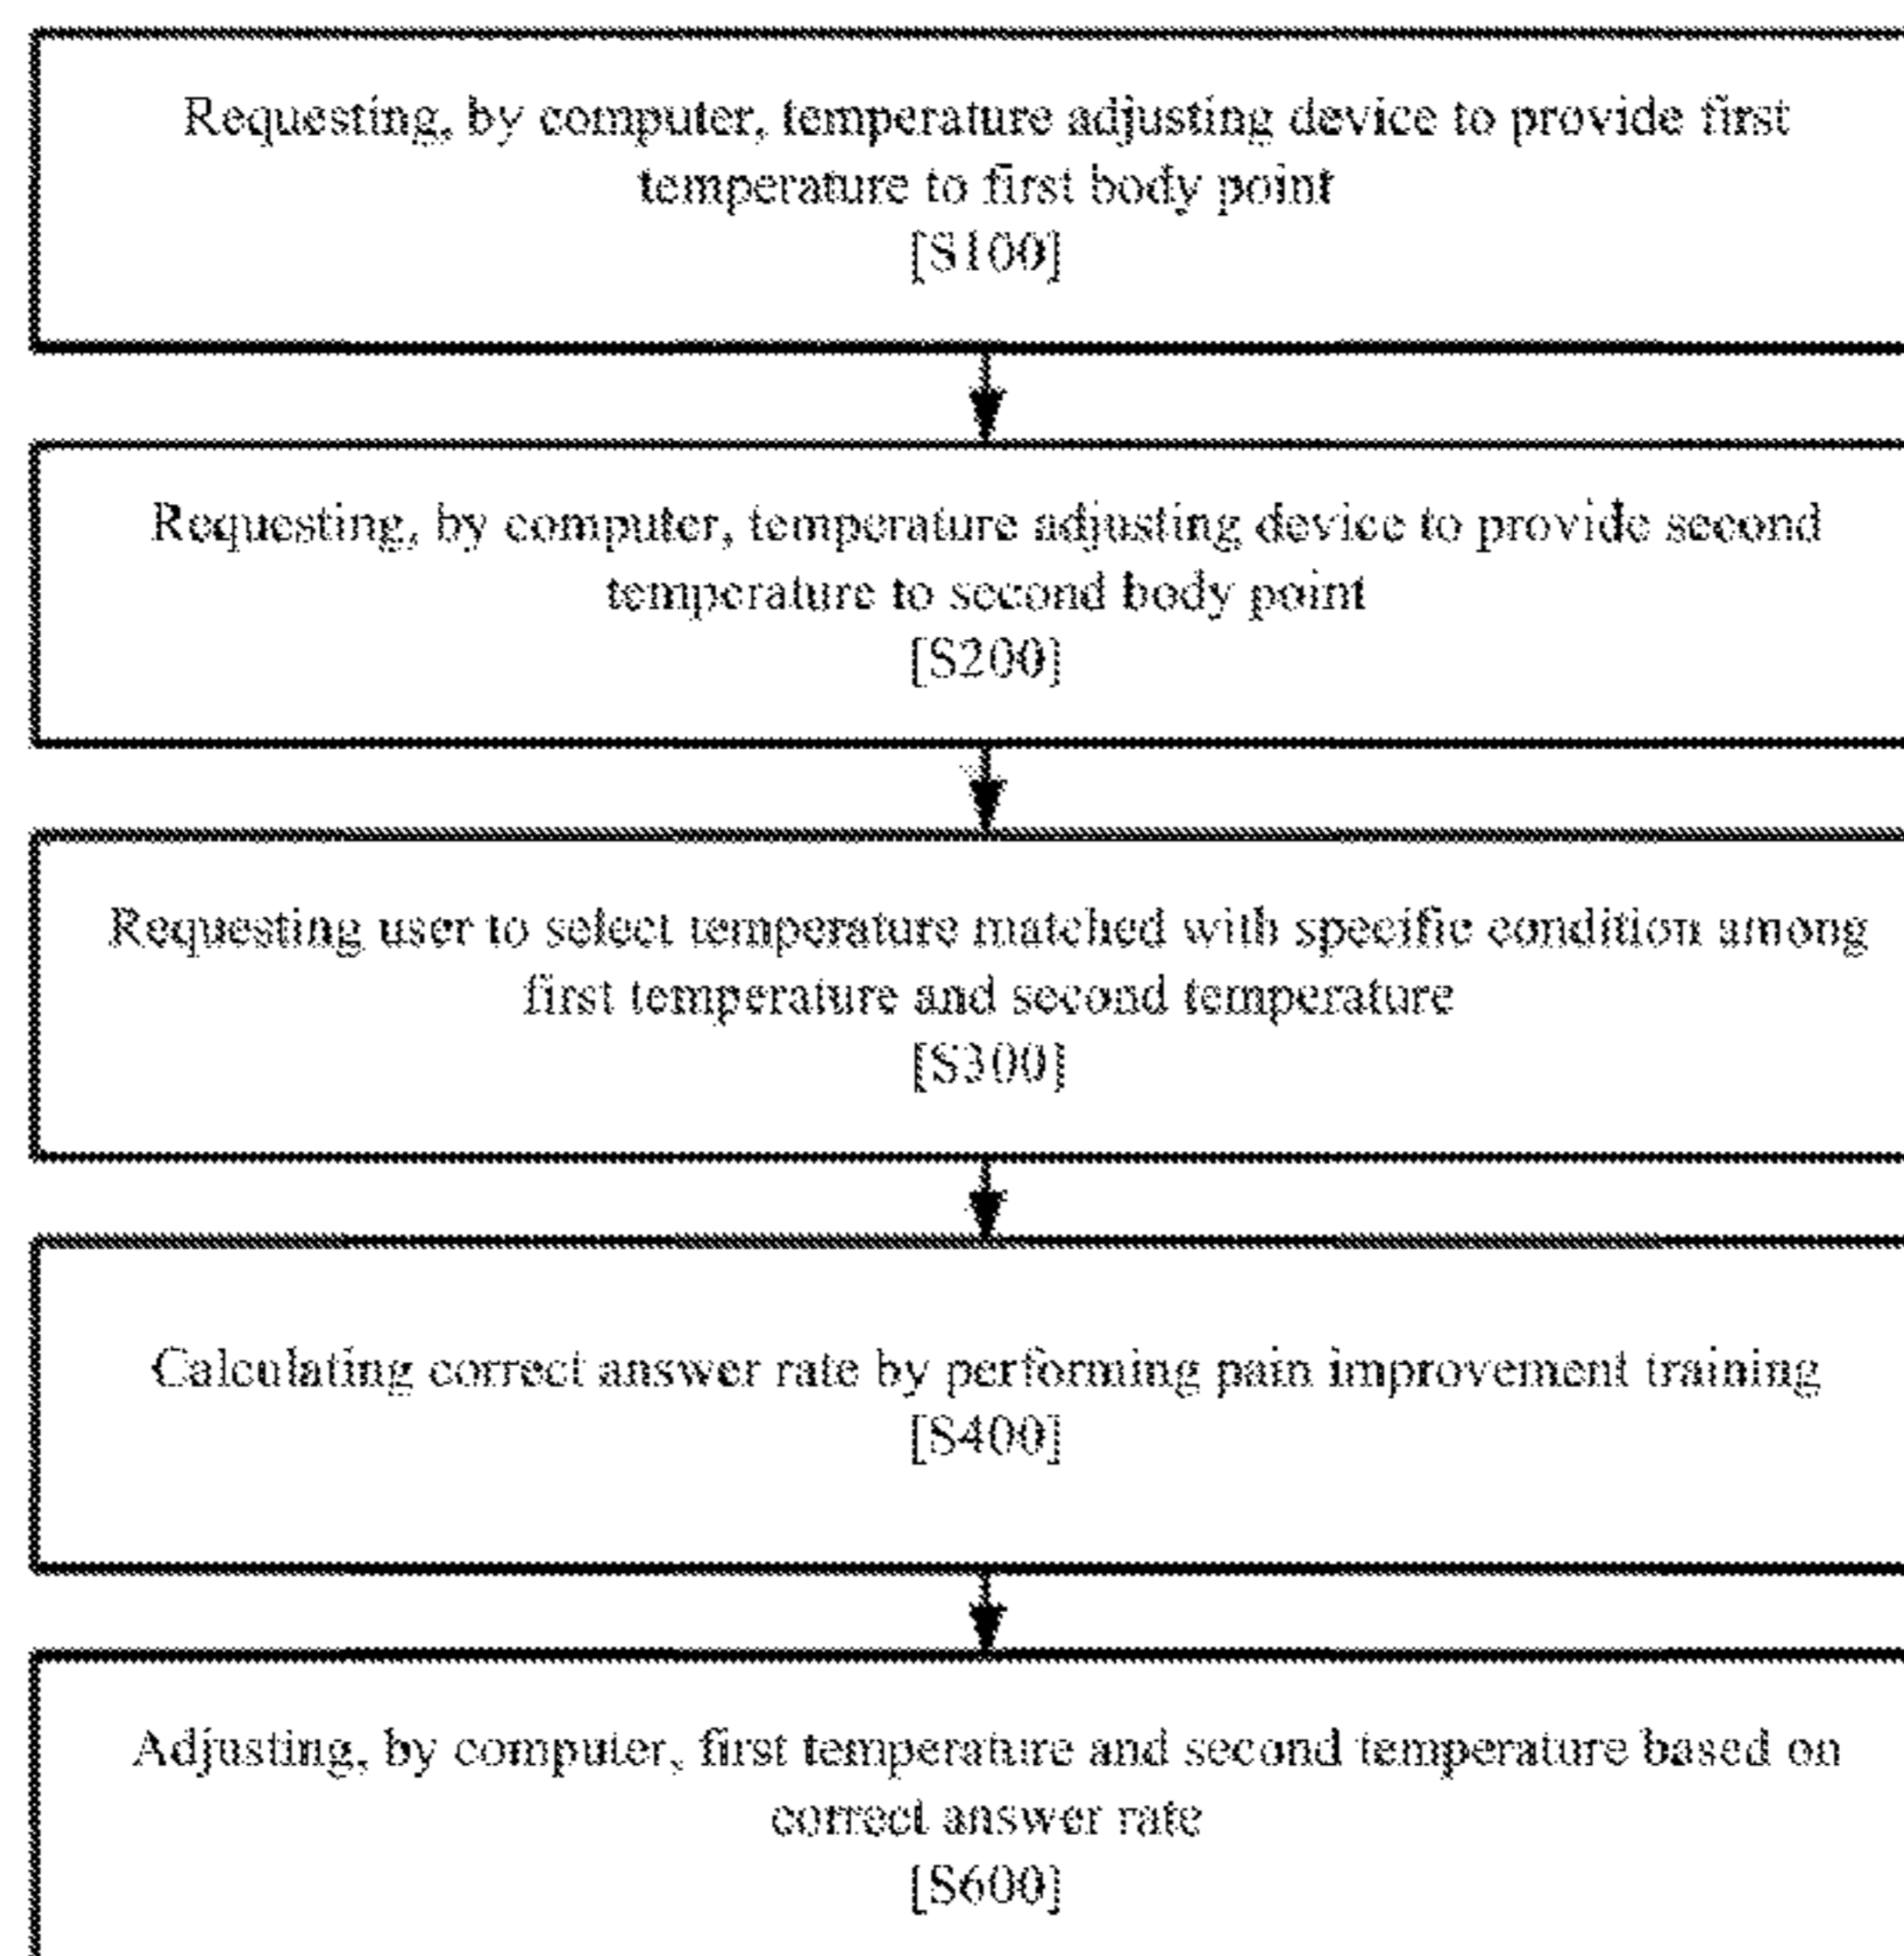 Requesting, by computer, temperature adjusting device to provide first
temperature to first body point
[S100]
Requesting, by computer, temperature adjusting device to provide second
temperature to second body point
[S200]
Requesting user to select temperature matched with specific condition among
first temperature and second temperature
[S300]
Calculating correct answer rate by performing pain improvement training
[S400]
Adjusting, by computer, first temperature and second temperature based on
correct answer rate
[S600]